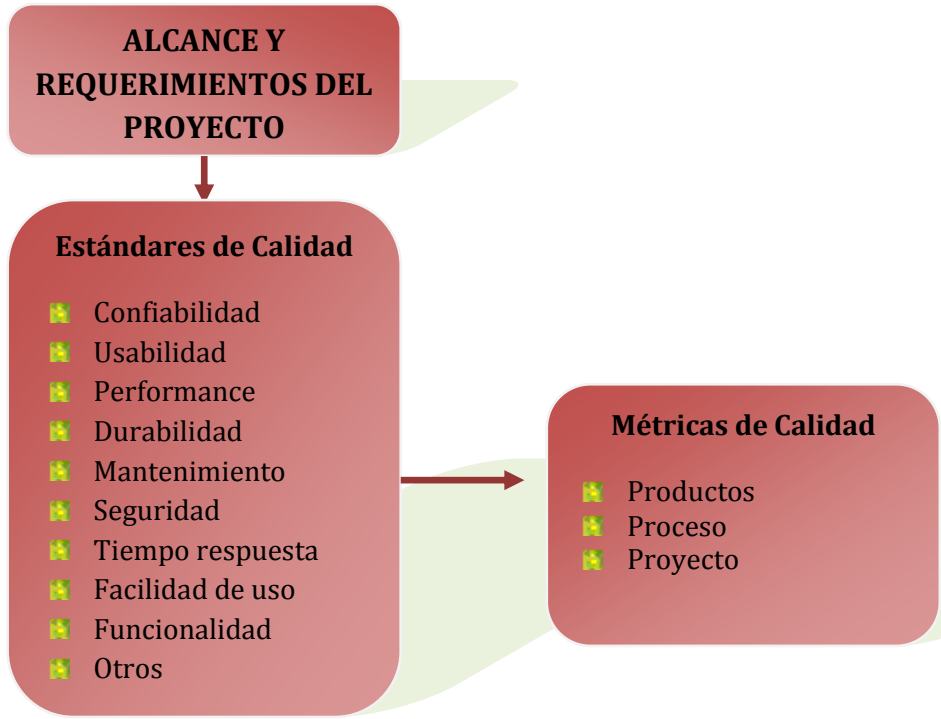 ALCANCE Y
REQUERIMIENTOS DEL
PROYECTO
Estándares de Calidad
Confiabilidad
Usabilidad
Performance
Durabilidad
Mantenimiento
Seguridad
Tiempo respuesta
Facilidad de uso
Funcionalidad
Otros
Métricas de Calidad
Productos
Proceso
Proyecto